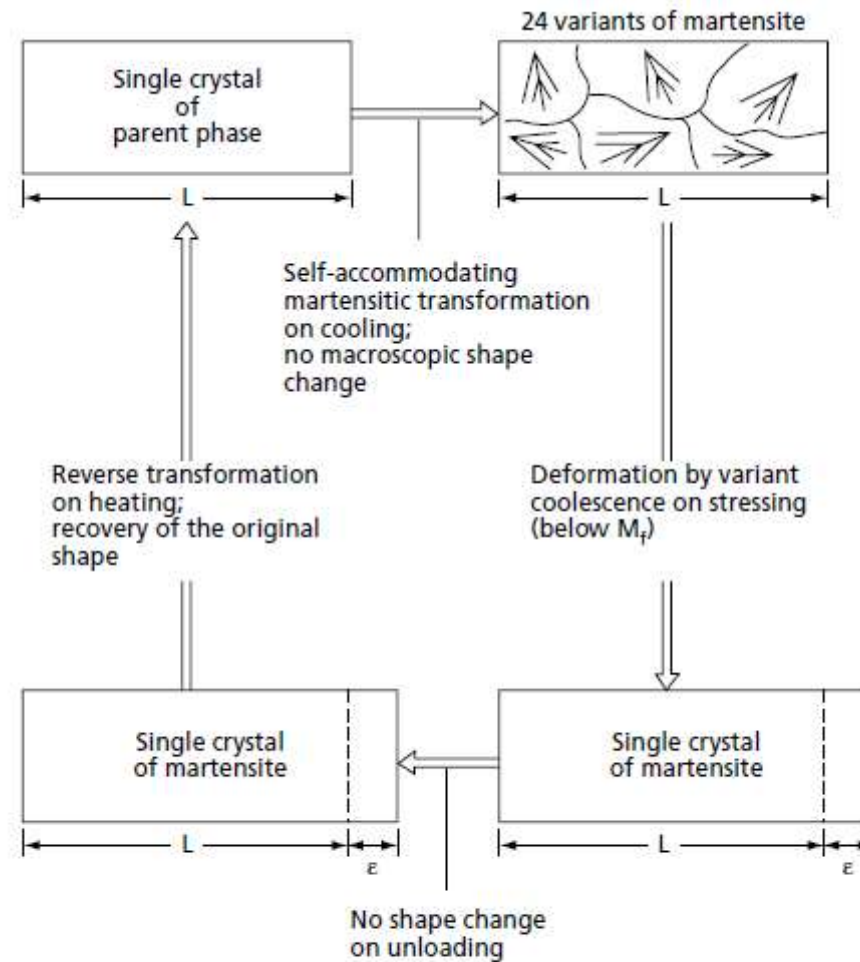 24 variants of martensite
Single crystal
of
parent phase
L
L
Self-accommodating
martensitic transformation
on cooling;
no macroscopic shape
change
Reverse transformation
on heating;
recovery of the original
shape
Deformation by variant
coolescence on stressing
(below Mf)
Single crystal
of martensite
Single crystal
of martensite
L
ε
L
ε
No shape change
on unloading